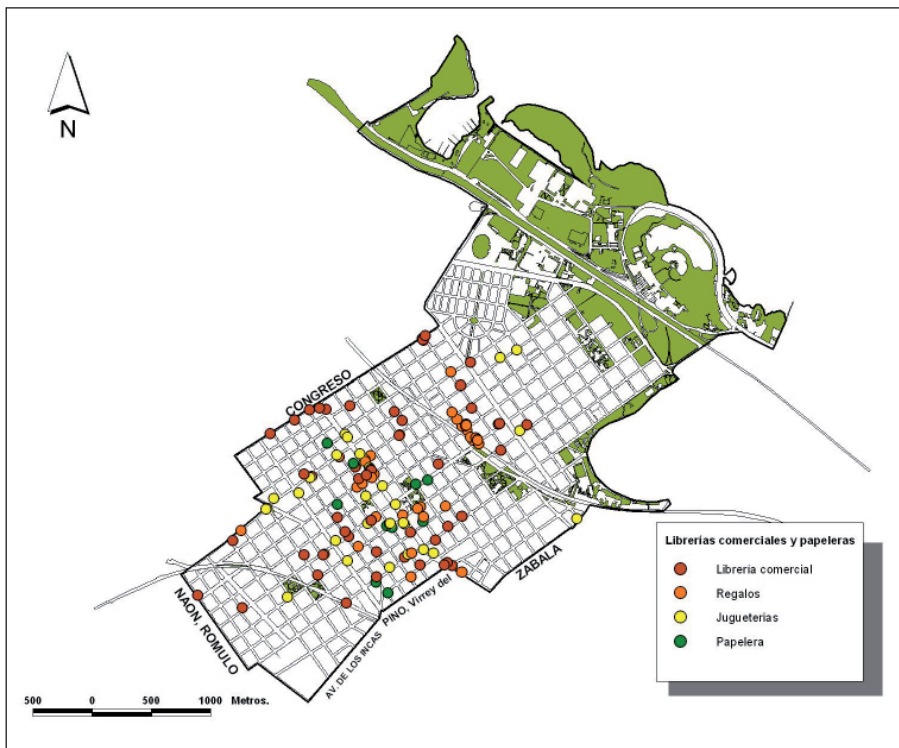 N
CONGRESO
ZABALA
PINO, Virrey del
AV. DE LOS INCAS
NAON, ROMULO
Librerías comerciales y papeleras
Librería comercial
Regalos
Jugueterías
Papelera
500 0 500 1000 Metros.